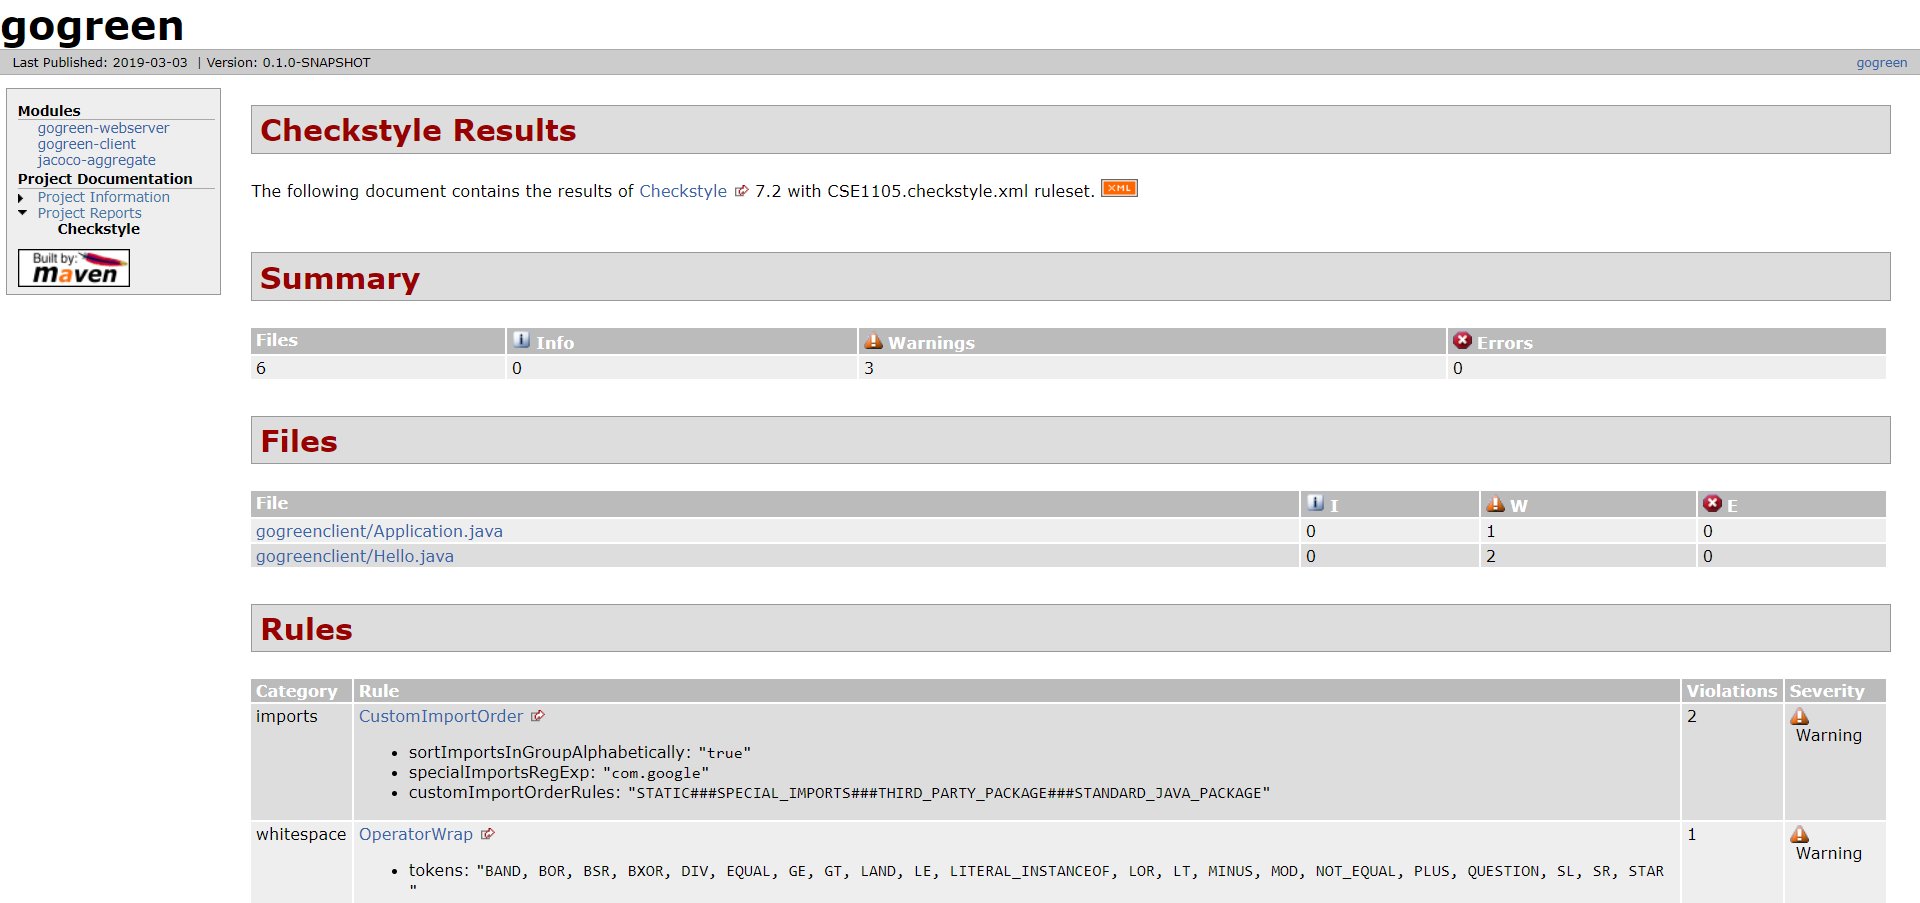 gogreen
Last Published: 2019-03-03 | Version: 0.1.0-SNAPSHOT gogreen
Modules
gogreen-webserver
gogreen-client
jacoco-aggregate
Project Documentation
Project Information
Project Reports
Checkstyle
Built by:
maven
Checkstyle Results
The following document contains the results of Checkstyle 7.2 with CSE1105.checkstyle.xml ruleset. XML
Summary
Files Info Warnings Errors
6 0 3 0
Files
File I W E
gogreenclient/Application.java 0 1 0
gogreenclient/Hello.java 0 2 0
Rules
Category Rule Violations Severity
imports CustomImportOrder 2 Warning
• sortImportsInGroupAlphabetically: "true"
• specialImportsRegExp: "com.google"
• customImportOrderRules: "STATIC###SPECIAL_IMPORTS###THIRD_PARTY_PACKAGE###STANDARD_JAVA_PACKAGE"
whitespace OperatorWrap 1 Warning
• tokens: "BAND, BOR, BSR, BXOR, DIV, EQUAL, GE, GT, LAND, LE, LITERAL_INSTANCEOF, LOR, LT, MINUS, MOD, NOT_EQUAL, PLUS, QUESTION, SL, SR, STAR
"